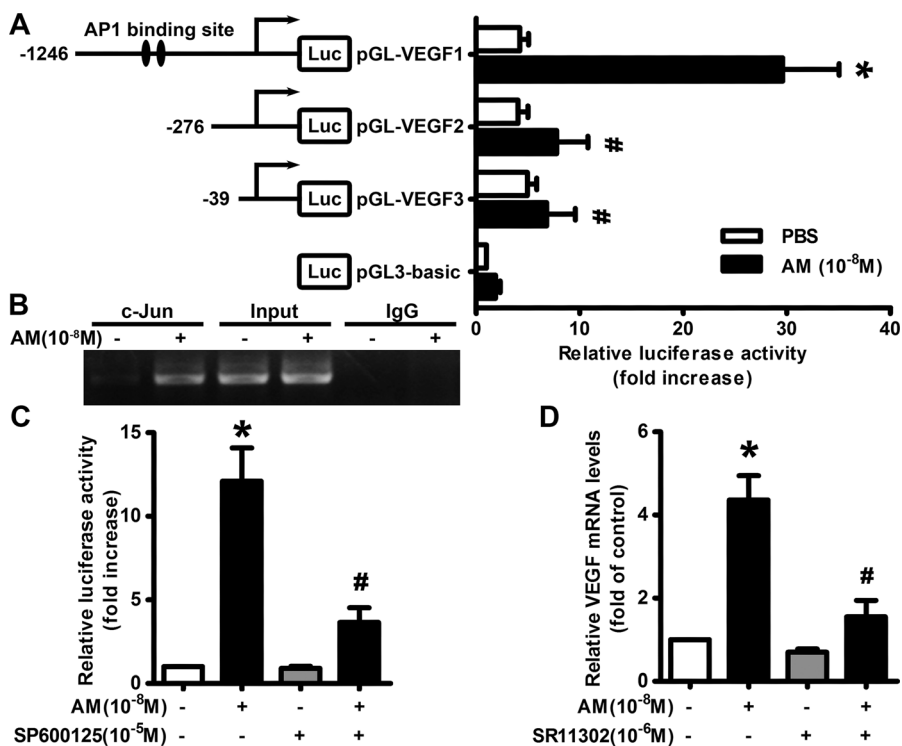 A
AP1 binding site
-1246
Luc
pGL-VEGF1
*
-276
Luc
pGL-VEGF2
#
-39
Luc
pGL-VEGF3
#
Luc
pGL3-basic
PBS
AM (10⁻⁸M)
0 10 20 30 40
Relative luciferase activity
(fold increase)
B
c-Jun Input IgG
AM(10⁻⁸M) - + - + - +
C
Relative luciferase activity
(fold increase)
15
10
5
0
*
#
AM(10⁻⁸M) - + - +
SP600125(10⁻⁵M) - - + +
D
Relative VEGF mRNA levels
(fold of control)
6
4
2
0
*
#
AM(10⁻⁸M) - + - +
SR11302(10⁻⁶M) - - + +